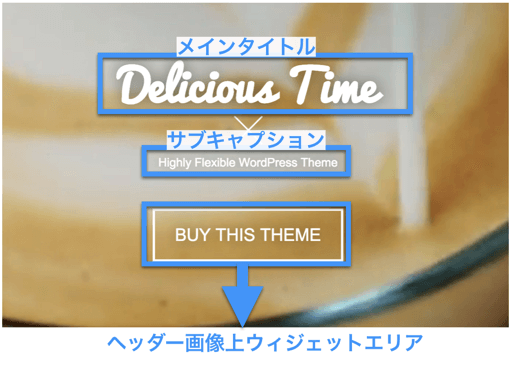 メインタイトル
Delicious Time
サブキャプション
Highly Flexible WordPress Theme
BUY THIS THEME
ヘッダー画像上ウィジェットエリア